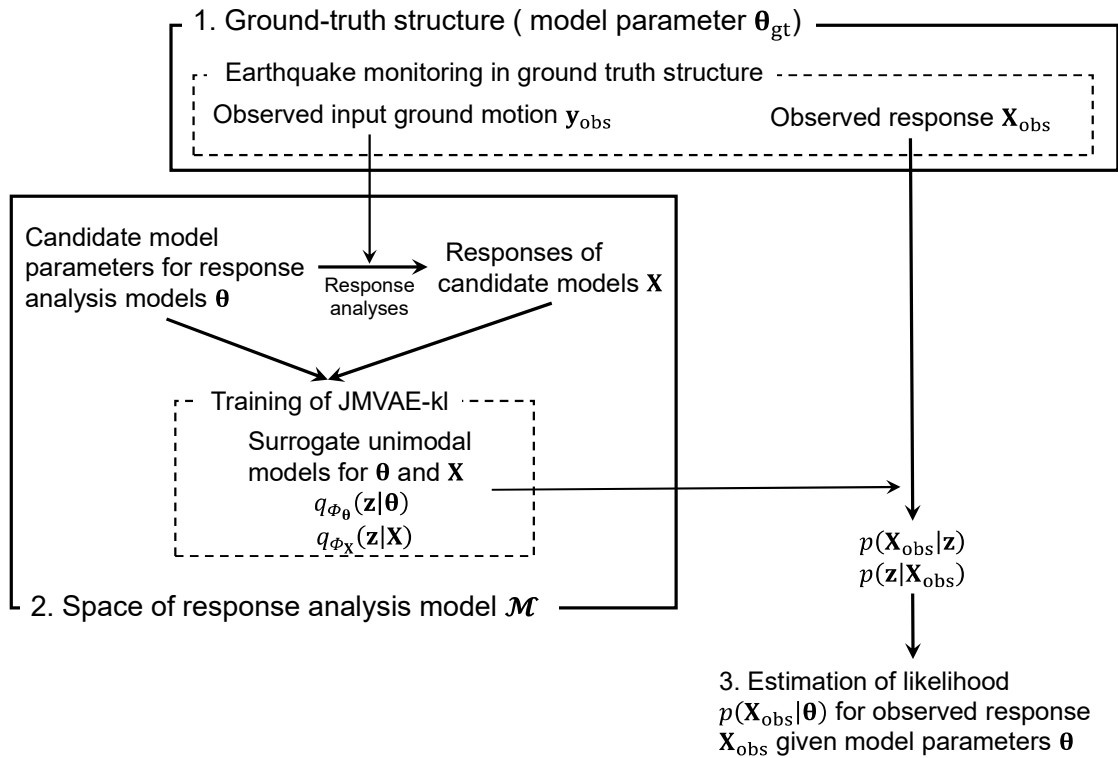 1. Ground-truth structure ( model parameter θgt)
Earthquake monitoring in ground truth structure
Observed input ground motion yobs
Observed response Xobs
Candidate model
parameters for response
analysis models θ
Response
analyses
Responses of
candidate models X
Training of JMVAE-kl
Surrogate unimodal
models for θ and X
qΦθ(z|θ)
qΦX(z|X)
2. Space of response analysis model ℳ
p(Xobs|z)
p(z|Xobs)
3. Estimation of likelihood
p(Xobs|θ) for observed response
Xobs given model parameters θ